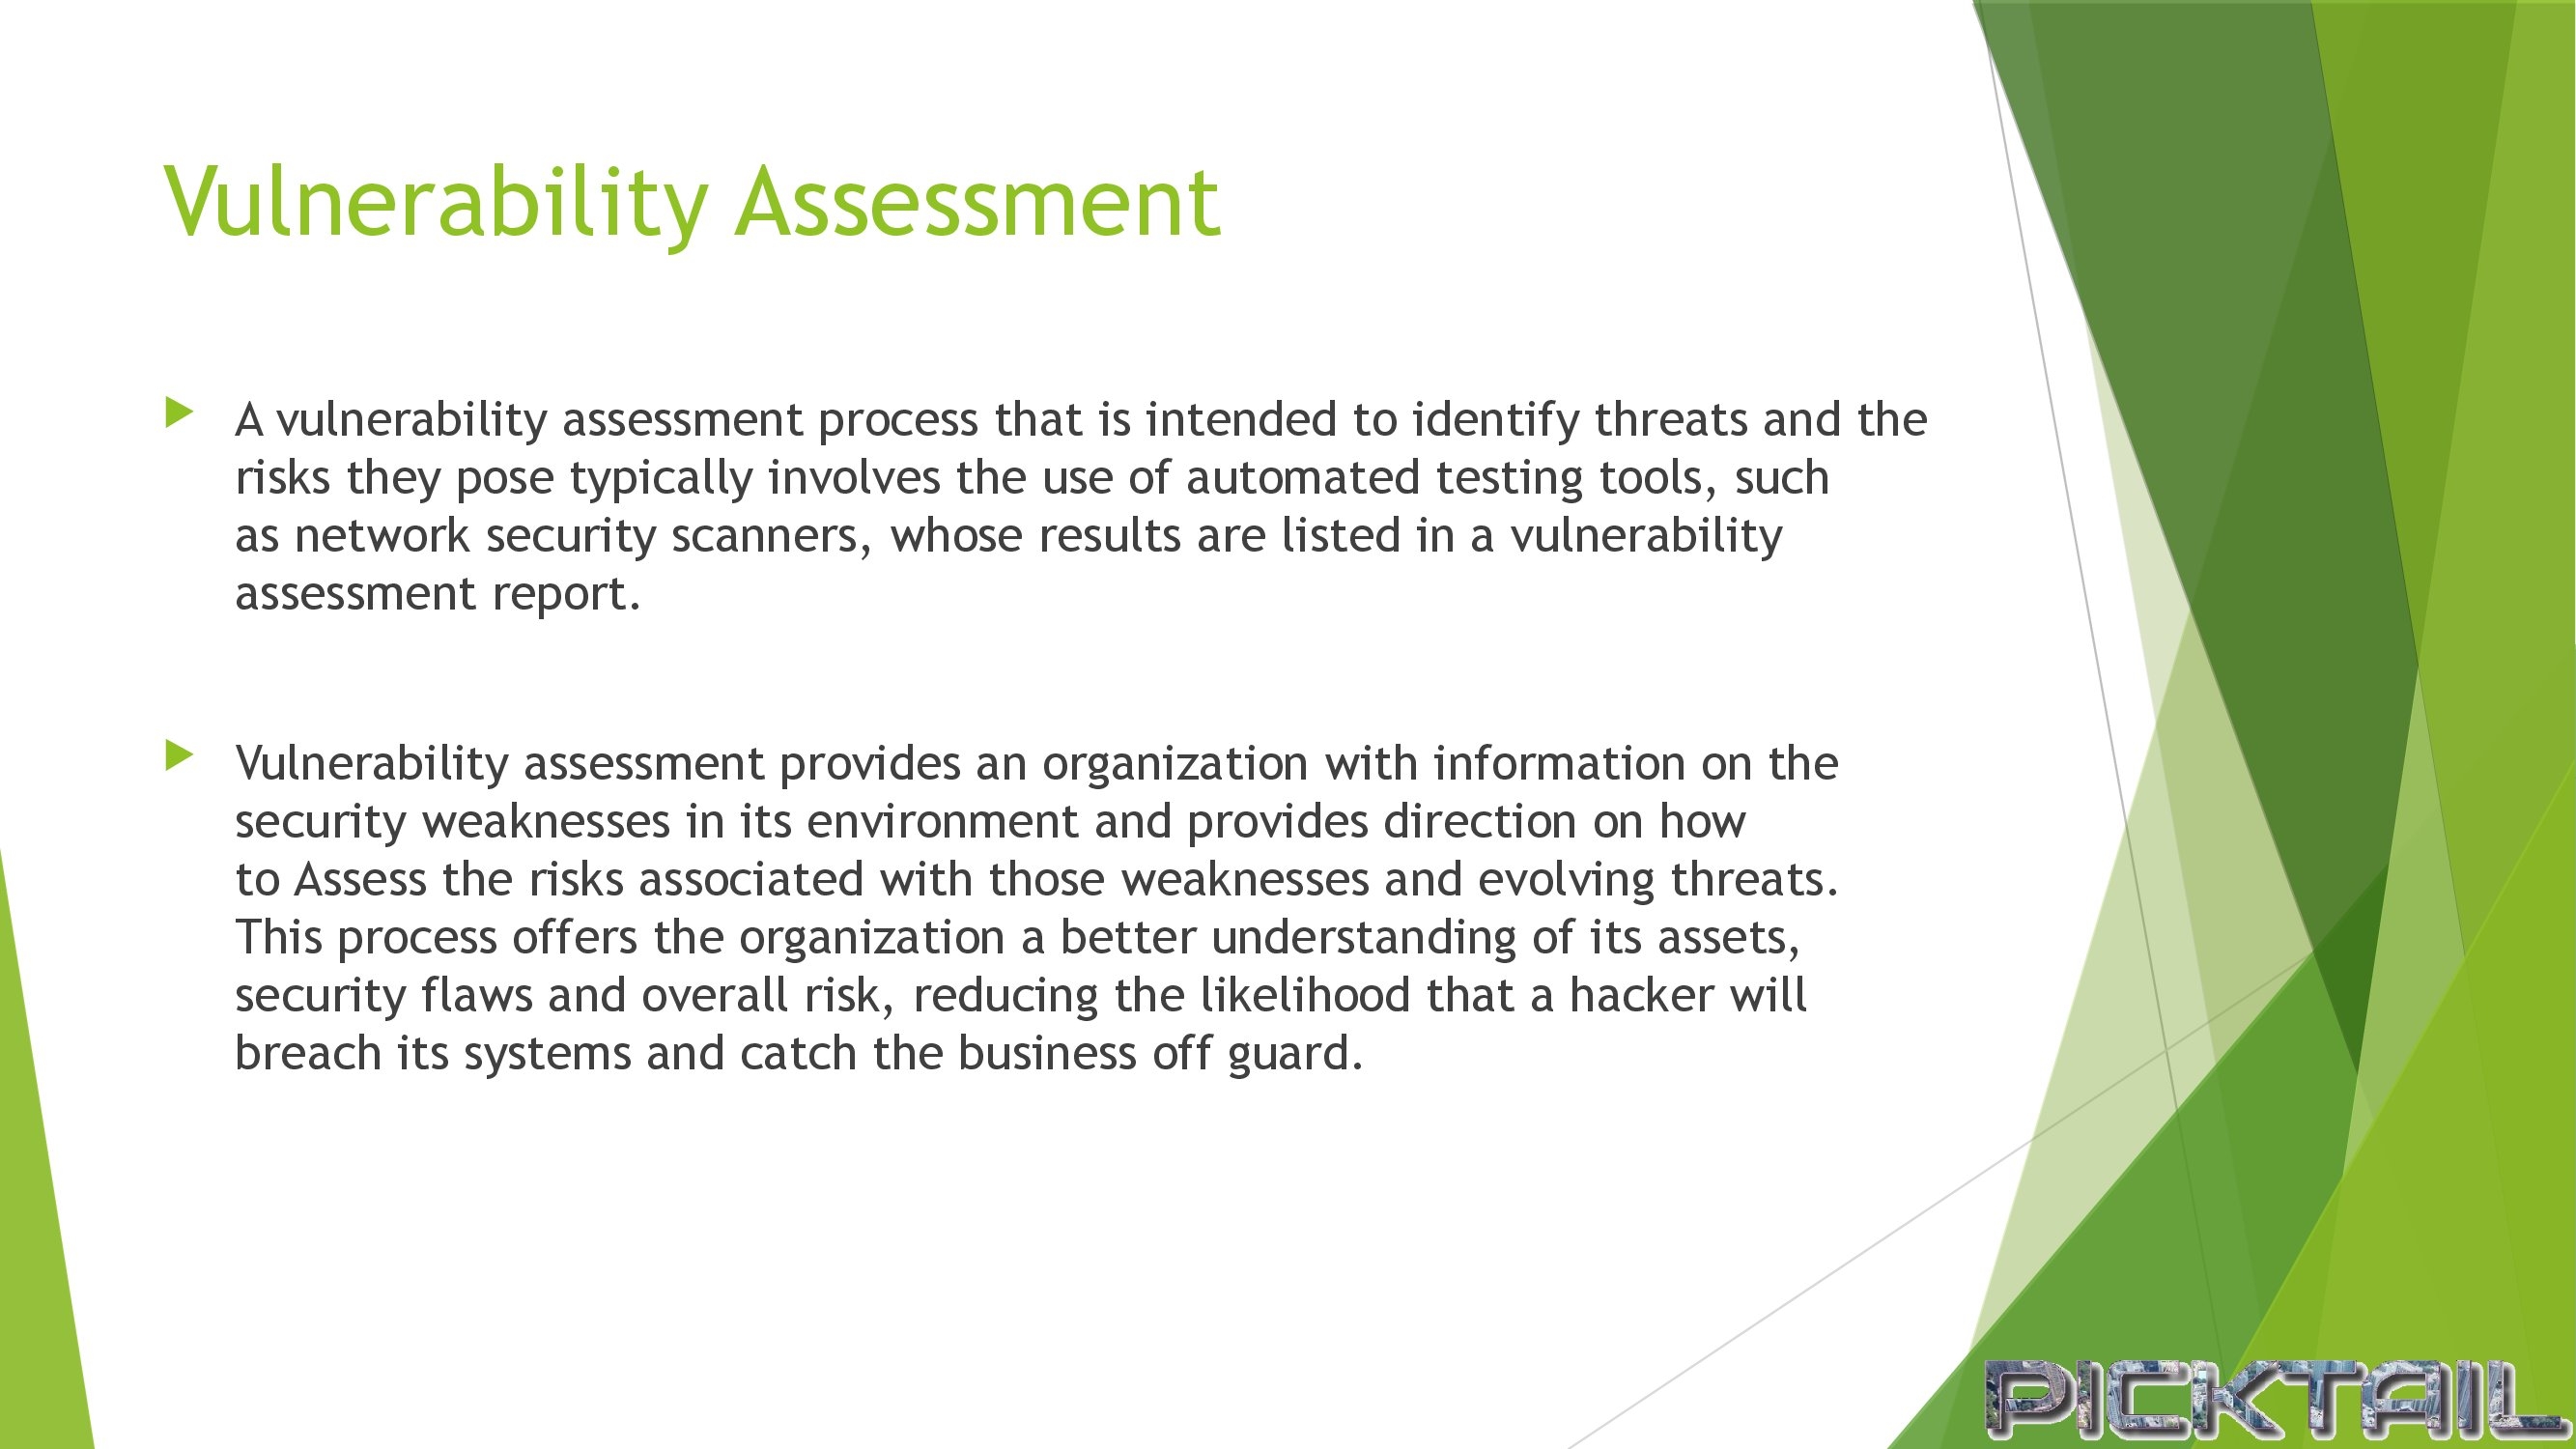 Vulnerability Assessment
A vulnerability assessment process that is intended to identify threats and the
risks they pose typically involves the use of automated testing tools, such
as network security scanners, whose results are listed in a vulnerability
assessment report.
Vulnerability assessment provides an organization with information on the
security weaknesses in its environment and provides direction on how
to Assess the risks associated with those weaknesses and evolving threats.
This process offers the organization a better understanding of its assets,
security flaws and overall risk, reducing the likelihood that a hacker will
breach its systems and catch the business off guard.
PICKTAIL